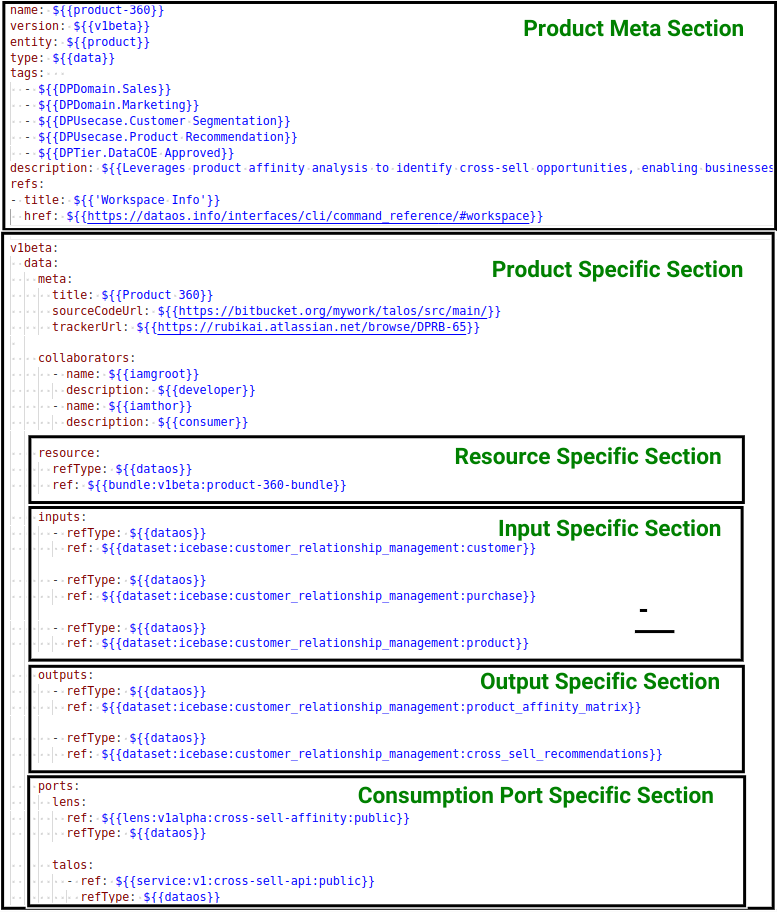 name: ${{product-360}}
Product Meta Section
version: ${{v1beta}}
entity: ${{product}}
type: ${{data}}
tags:
- ${{DPDomain.Sales}}
- ${{DPDomain.Marketing}}
- ${{DPUsecase.Customer Segmentation}}
- ${{DPUsecase.Product Recommendation}}
- ${{DPTier.DataCOE Approved}}
description: ${{Leverages product affinity analysis to identify cross-sell opportunities, enabling businesses
refs:
- title: ${{'Workspace Info'}}
href: ${{https://dataos.info/interfaces/cli/command_reference/#workspace}}
v1beta:
data:
Product Specific Section
meta:
title: ${{Product 360}}
sourceCodeUrl: ${{https://bitbucket.org/mywork/talos/src/main/}}
trackerUrl: ${{https://rubikai.atlassian.net/browse/DPRB-65}}
collaborators:
- name: ${{iamgroot}}
description: ${{developer}}
- name: ${{iamthor}}
description: ${{consumer}}
resource:
Resource Specific Section
refType: ${{dataos}}
ref: ${{bundle:v1beta:product-360-bundle}}
inputs:
Input Specific Section
- refType: ${{dataos}}
ref: ${{dataset:icebase:customer_relationship_management:customer}}
- refType: ${{dataos}}
ref: ${{dataset:icebase:customer_relationship_management:purchase}}
- refType: ${{dataos}}
ref: ${{dataset:icebase:customer_relationship_management:product}}
outputs:
Output Specific Section
- refType: ${{dataos}}
ref: ${{dataset:icebase:customer_relationship_management:product_affinity_matrix}}
- refType: ${{dataos}}
ref: ${{dataset:icebase:customer_relationship_management:cross_sell_recommendations}}
ports:
Consumption Port Specific Section
lens:
ref: ${{lens:v1alpha:cross-sell-affinity:public}}
refType: ${{dataos}}
talos:
- ref: ${{service:v1:cross-sell-api:public}}
refType: ${{dataos}}